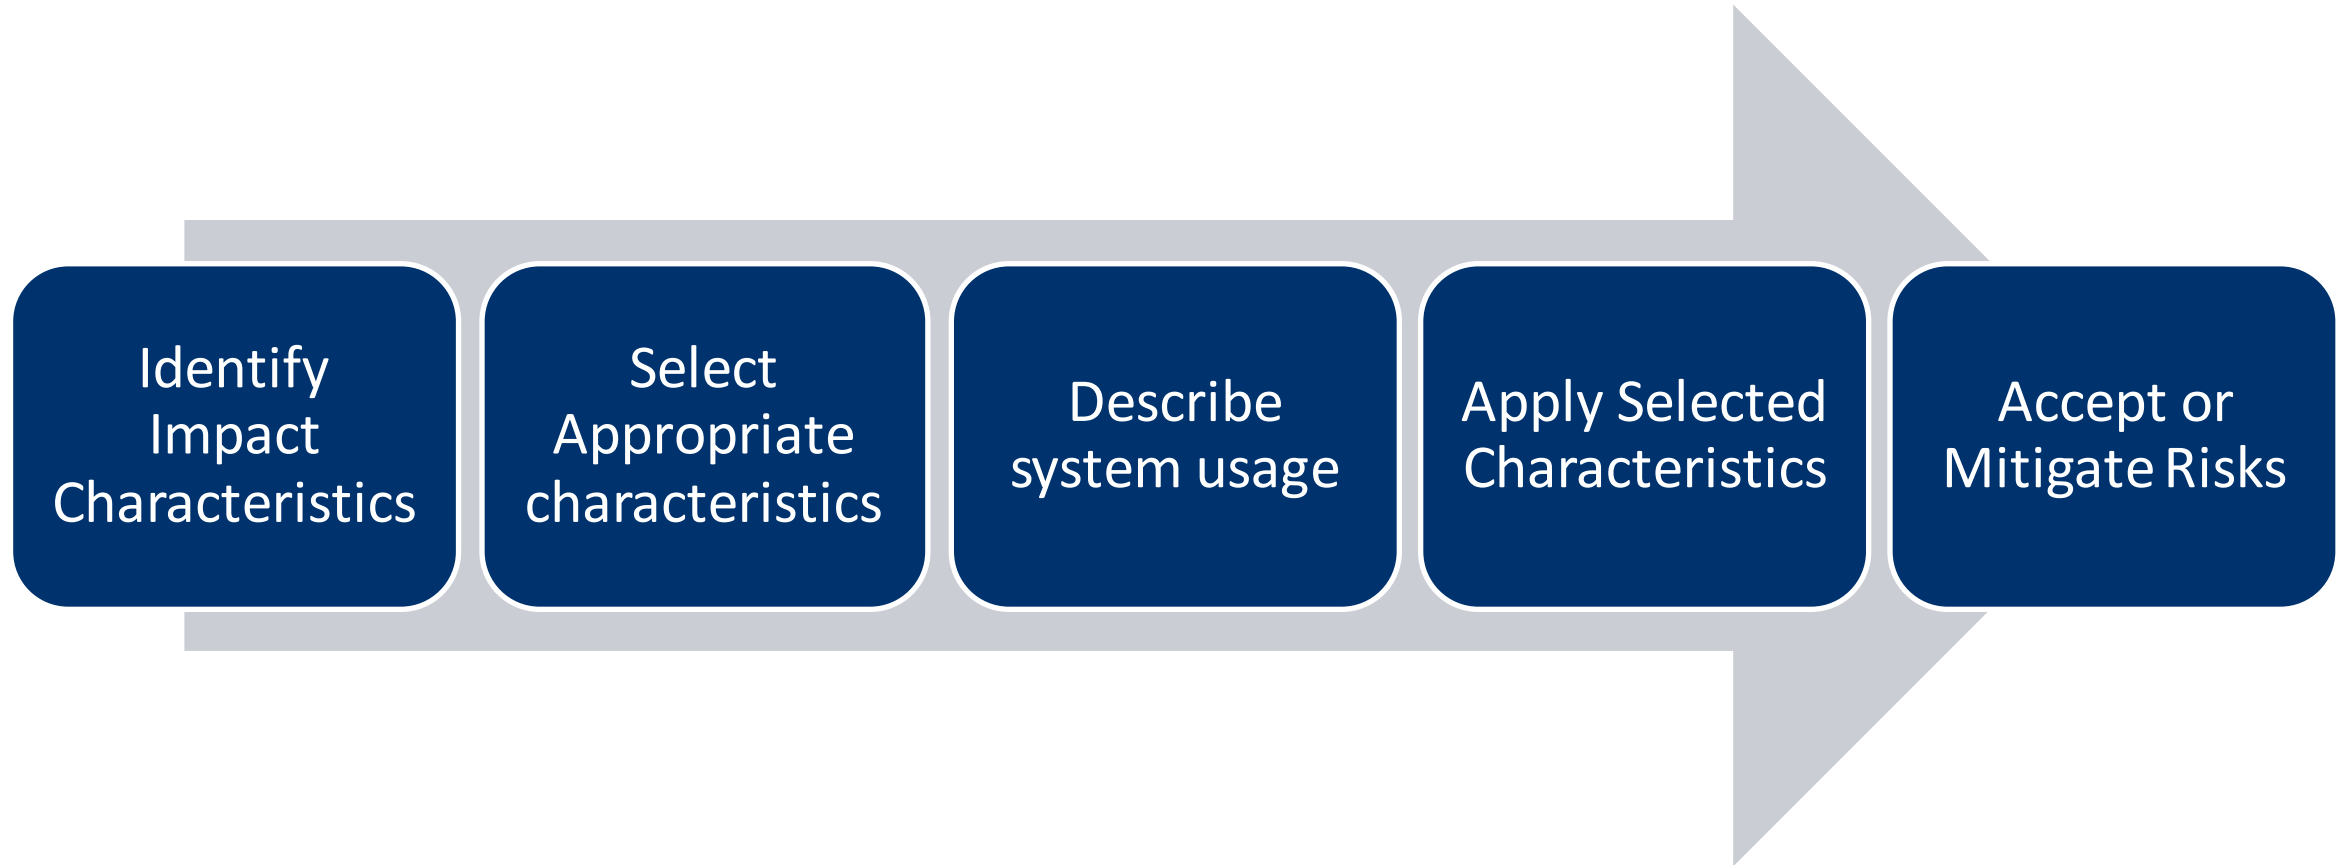 Identify
Impact
Characteristics
Select
Appropriate
characteristics
Describe
system usage
Apply Selected
Characteristics
Accept or
Mitigate Risks